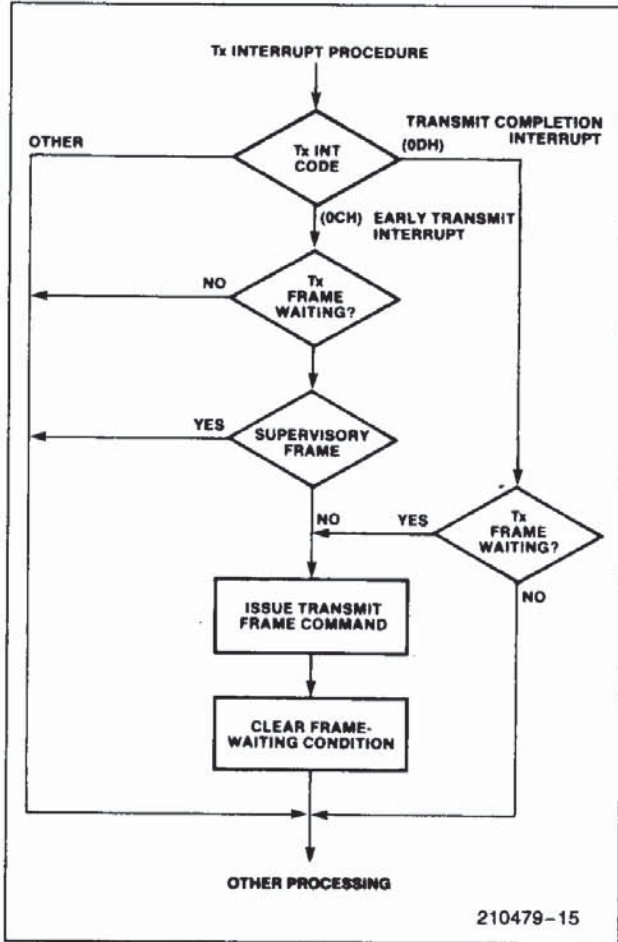 Tx INTERRUPT PROCEDURE
TRANSMIT COMPLETION
INTERRUPT
OTHER
(0DH)
Tx INT
CODE
(0CH) EARLY TRANSMIT
INTERRUPT
NO
Tx
FRAME
WAITING?
YES
SUPERVISORY
FRAME
NO
YES
Tx
FRAME
WAITING?
NO
ISSUE TRANSMIT
FRAME COMMAND
CLEAR FRAME-
WAITING CONDITION
OTHER PROCESSING
210479-15